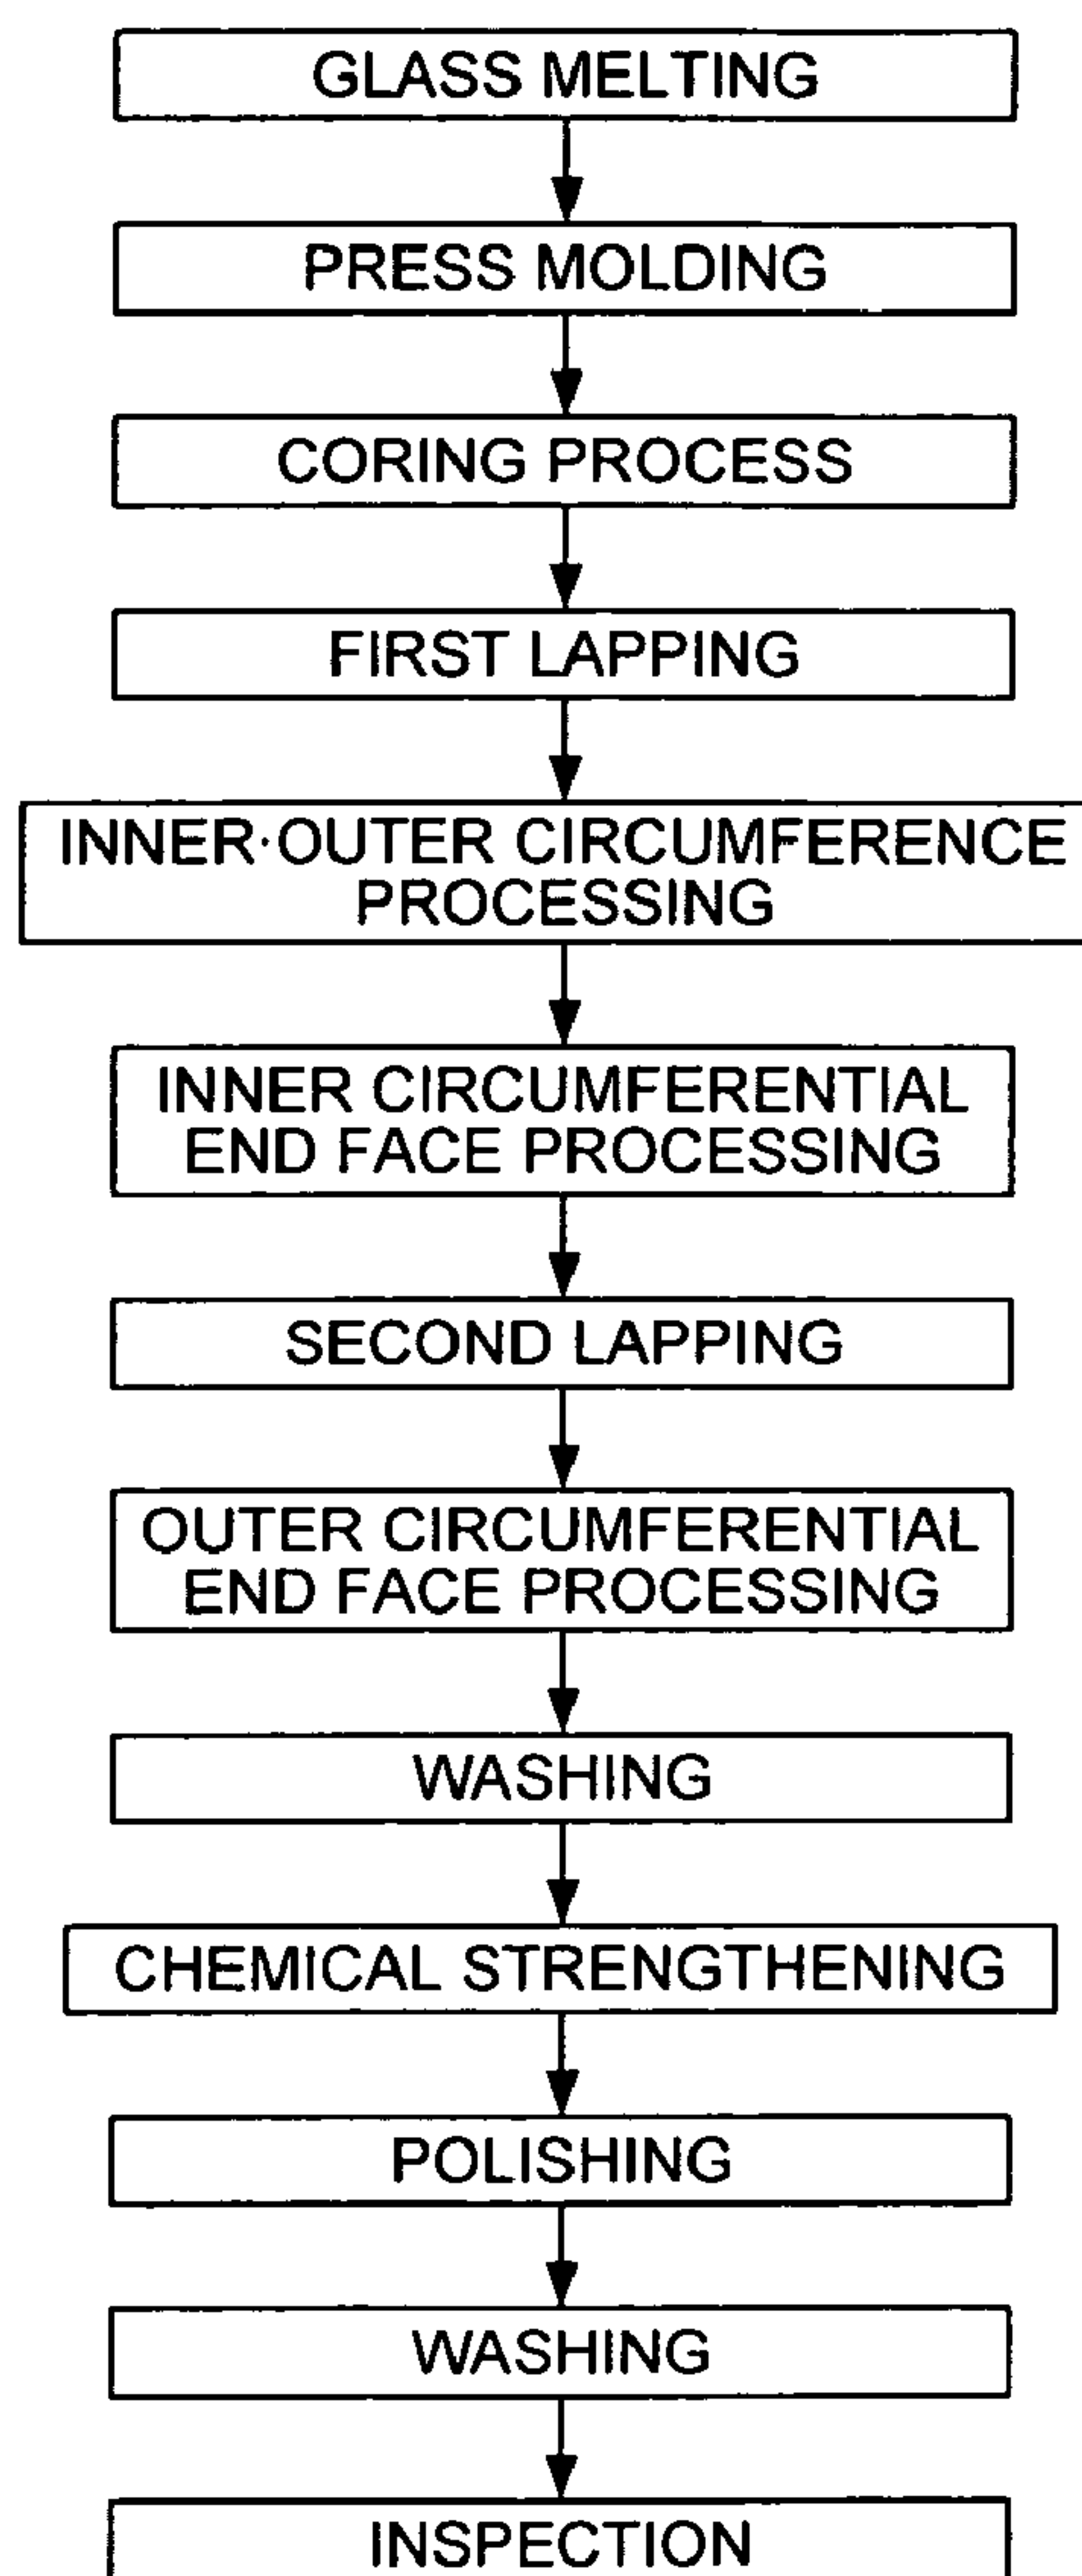 GLASS MELTING
PRESS MOLDING
CORING PROCESS
FIRST LAPPING
INNER·OUTER CIRCUMFERENCE
PROCESSING
INNER CIRCUMFERENTIAL
END FACE PROCESSING
SECOND LAPPING
OUTER CIRCUMFERENTIAL
END FACE PROCESSING
WASHING
CHEMICAL STRENGTHENING
POLISHING
WASHING
INSPECTION